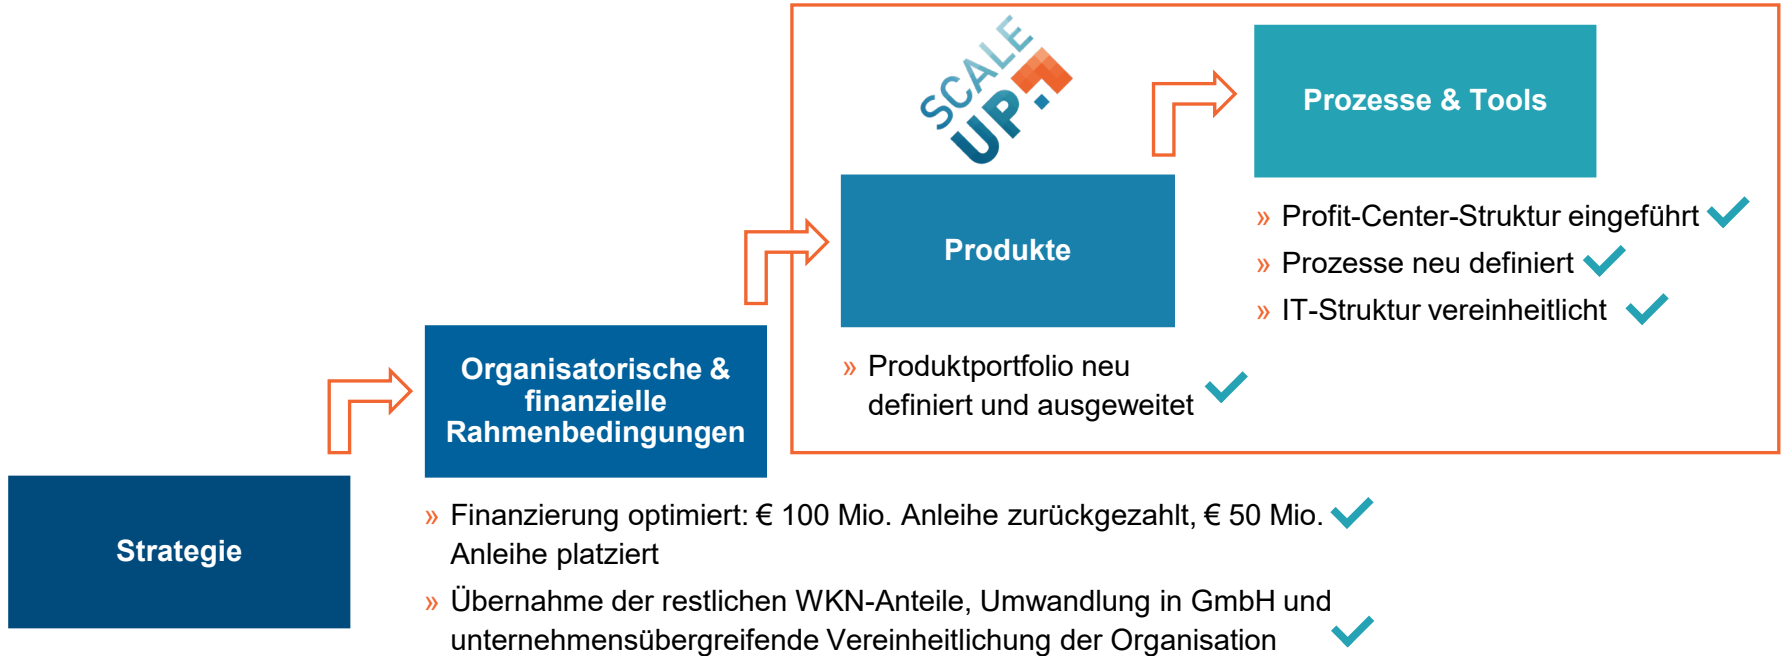 SCALE
UP
Prozesse & Tools
» Profit-Center-Struktur eingeführt
» Prozesse neu definiert
» IT-Struktur vereinheitlicht
Produkte
» Produktportfolio neu
definiert und ausgeweitet
Organisatorische &
finanzielle
Rahmenbedingungen
» Finanzierung optimiert: € 100 Mio. Anleihe zurückgezahlt, € 50 Mio.
Anleihe platziert
» Übernahme der restlichen WKN-Anteile, Umwandlung in GmbH und
unternehmensübergreifende Vereinheitlichung der Organisation
Strategie